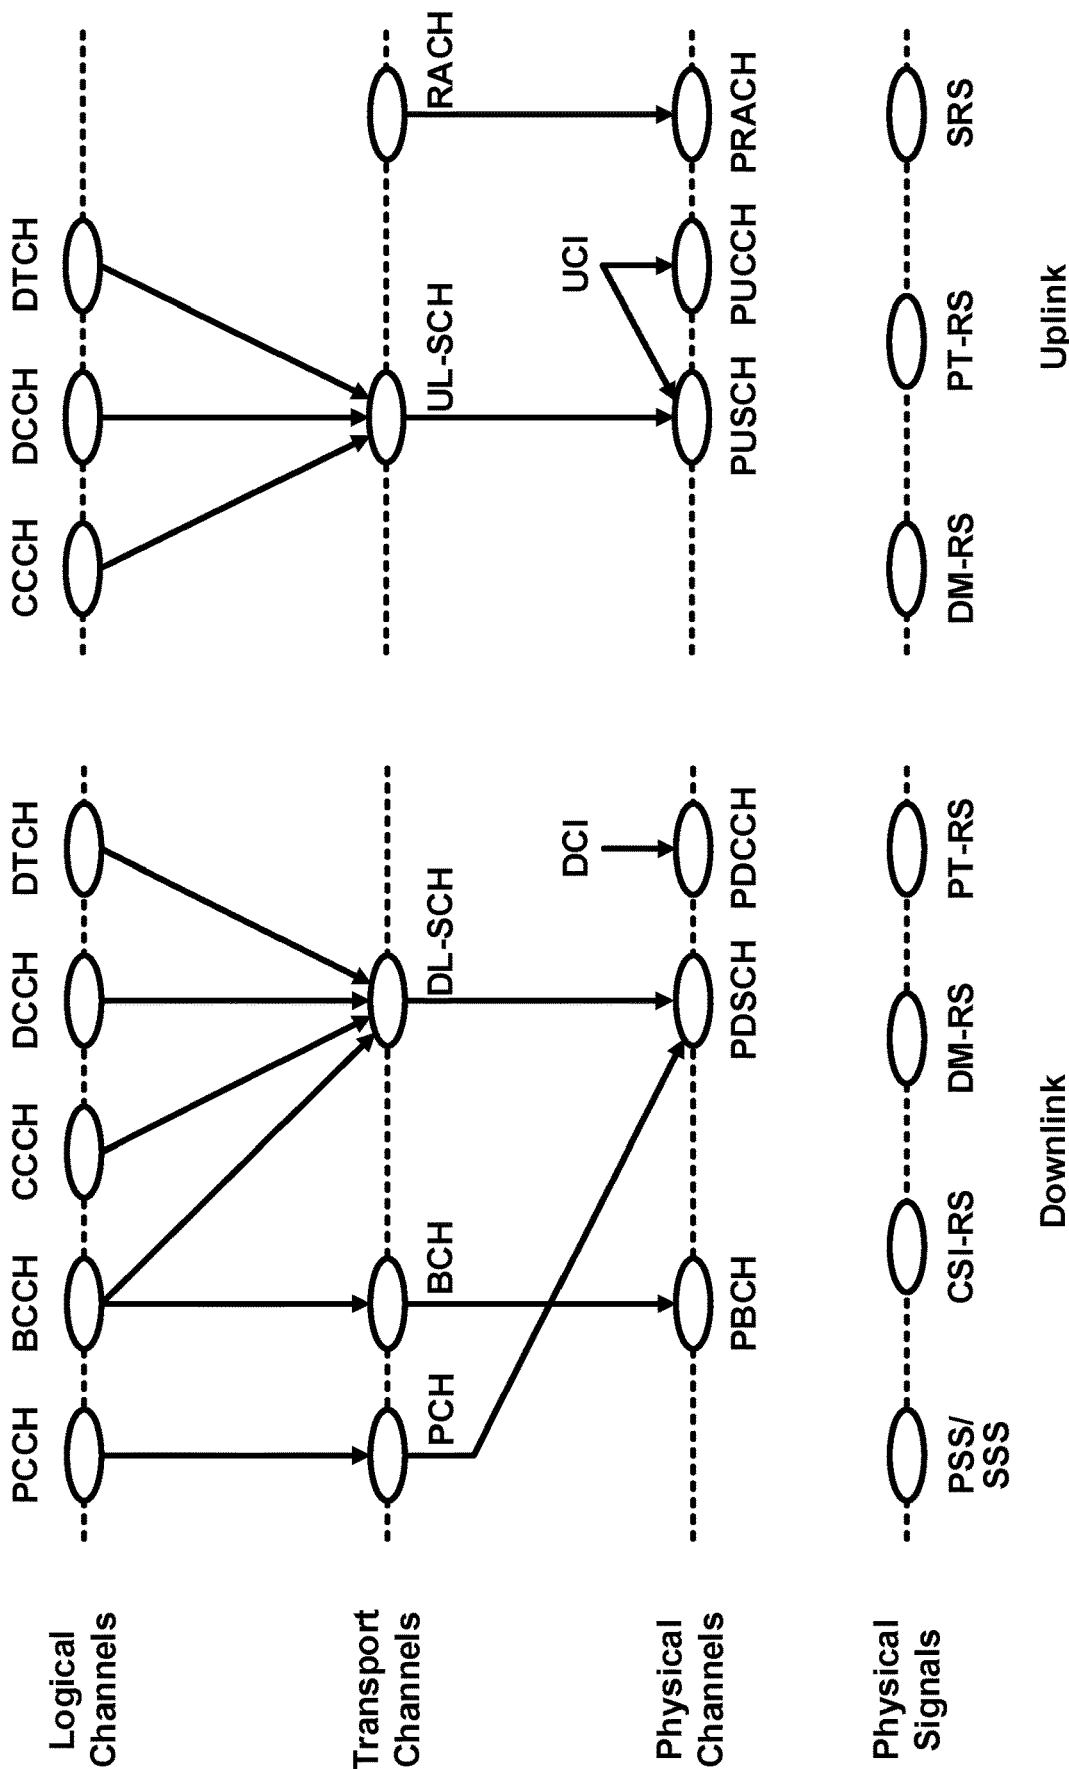 Logical
Channels
PCCH
BCCH
CCCH
DCCH
DTCH
CCCH
DCCH
DTCH
Transport
Channels
PCH
BCH
DL-SCH
UL-SCH
RACH
DCI
UCI
Physical
Channels
PBCH
PDSCH
PDCCH
PUSCH
PUCCH
PRACH
Physical
Signals
PSS/
SSS
CSI-RS
DM-RS
PT-RS
DM-RS
PT-RS
SRS
Downlink
Uplink